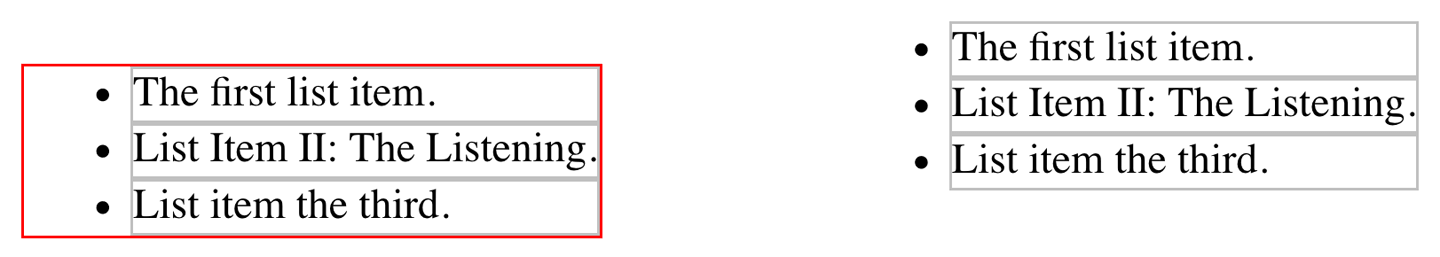 • The first list item.
• List Item II: The Listening.
• List item the third.
• The first list item.
• List Item II: The Listening.
• List item the third.